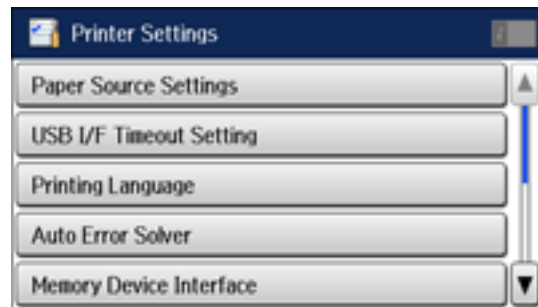 Printer Settings
Paper Source Settings
USB I/F Timeout Setting
Printing Language
Auto Error Solver
Memory Device Interface